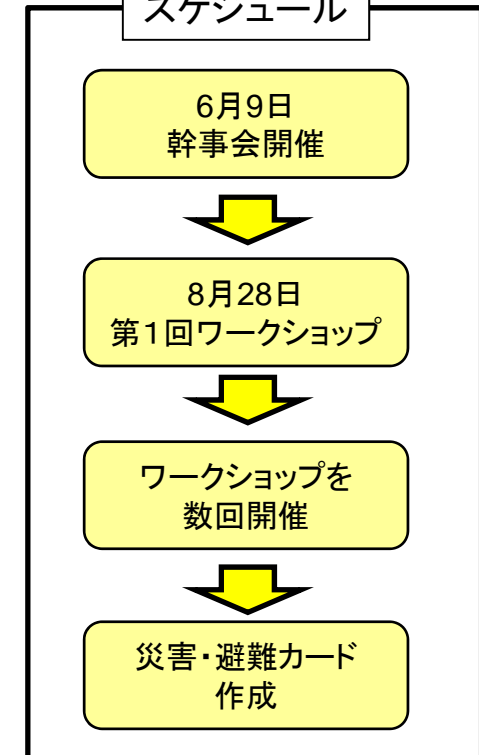 スケジュール
6月9日
幹事会開催
8月28日
第１回ワークショップ
ワークショップを
数回開催
災害・避難カード
作成